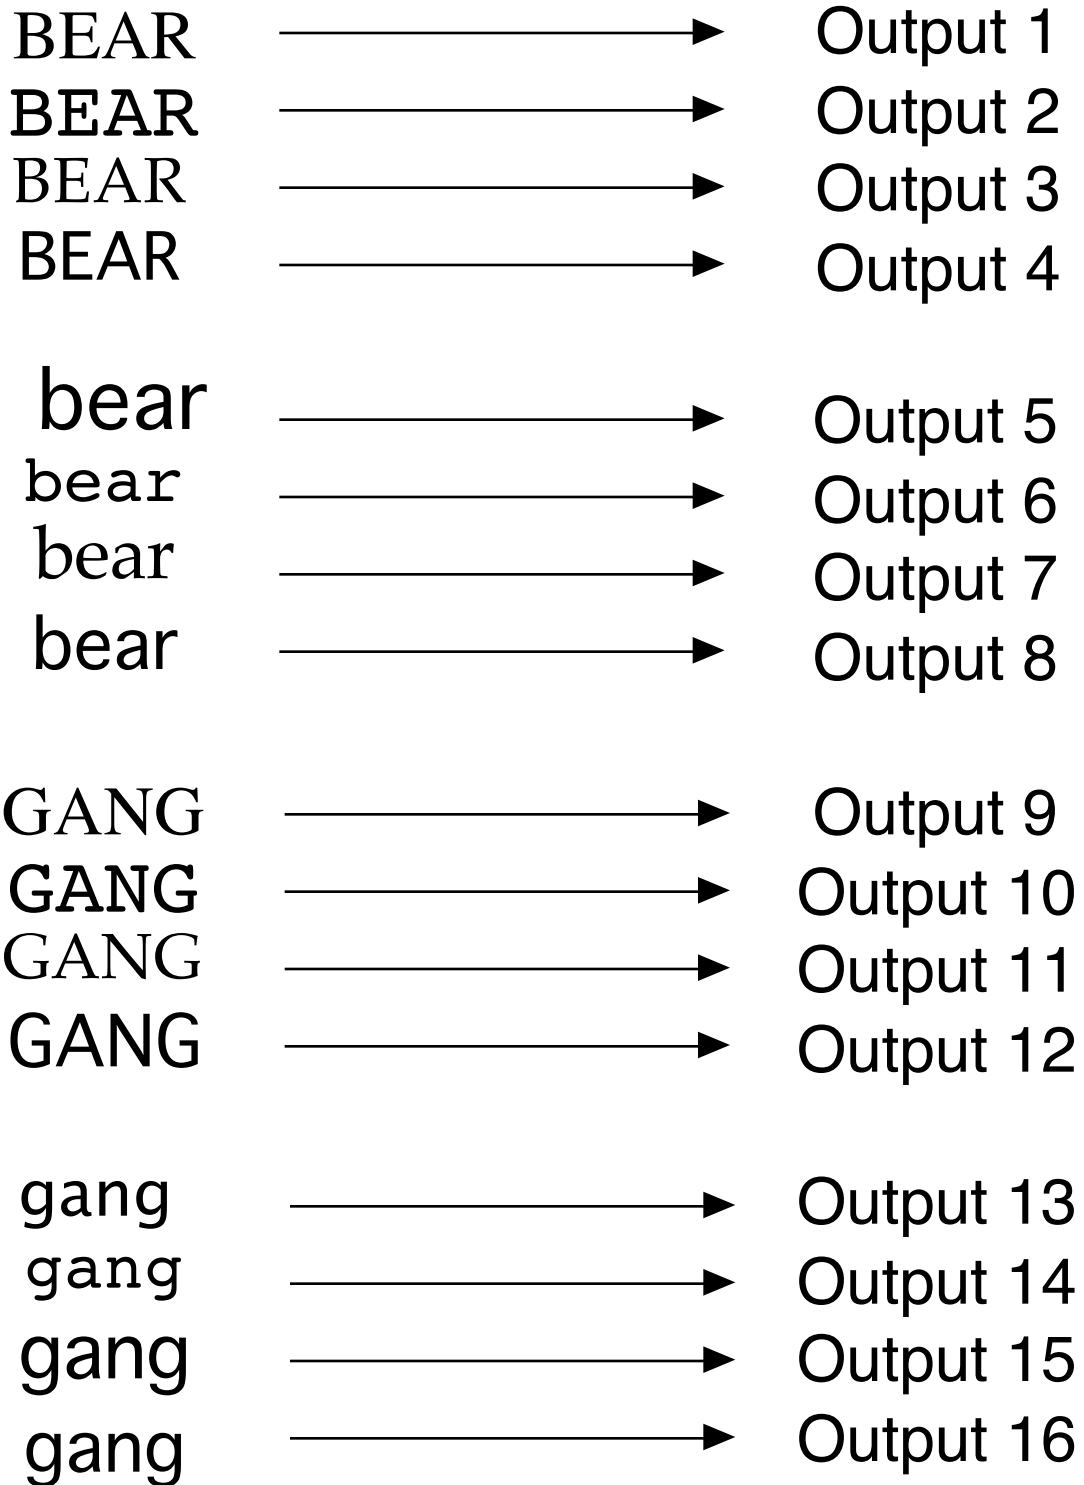 BEAR Output 1
BEAR Output 2
BEAR Output 3
BEAR Output 4
bear Output 5
bear Output 6
bear Output 7
bear Output 8
GANG Output 9
GANG Output 10
GANG Output 11
GANG Output 12
gang Output 13
gang Output 14
gang Output 15
gang Output 16